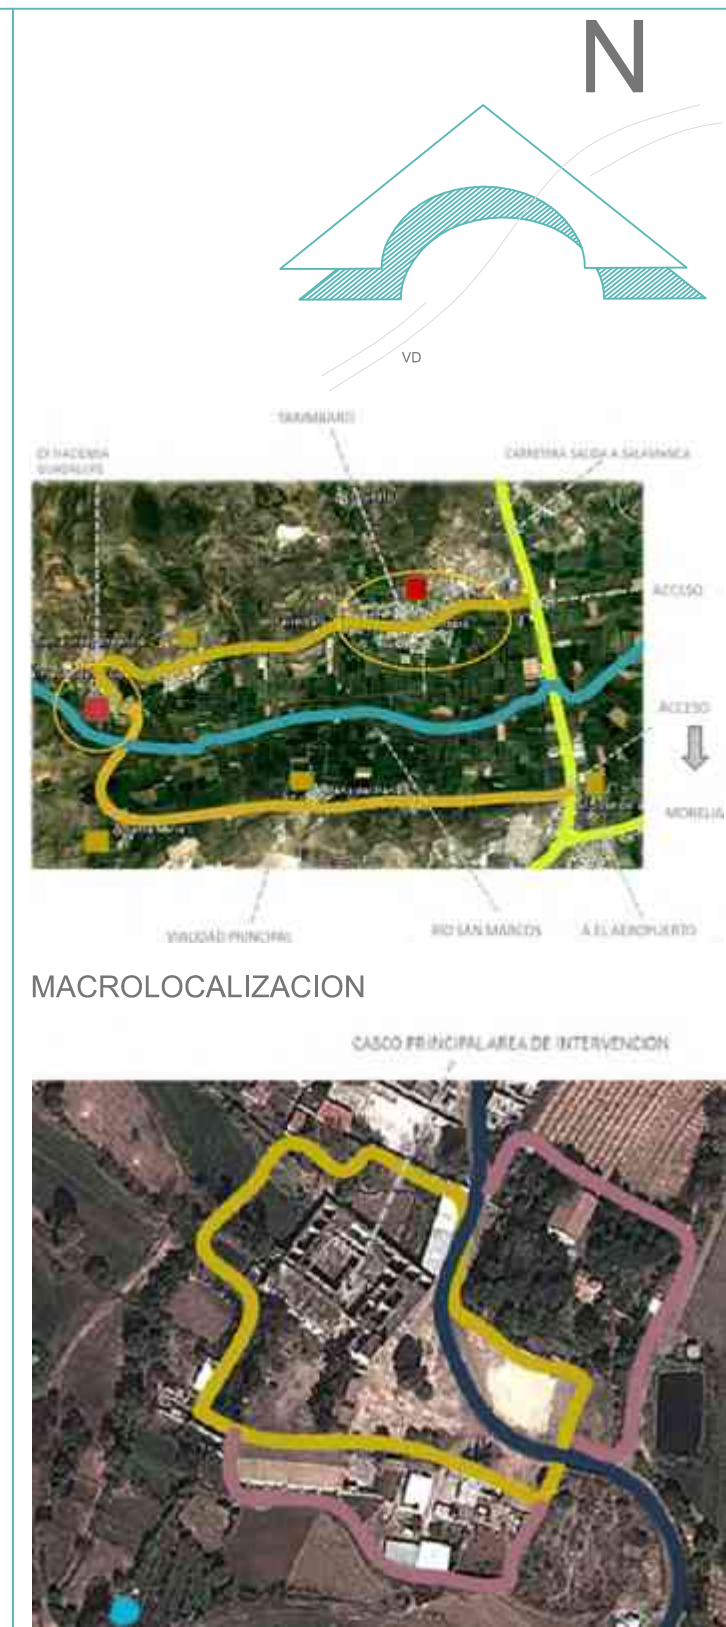 N
VD
TARIMBARO
EX HACIENDA
GUADALUPE
CARRETERA SALIDA A SALAMANCA
ACCESO
ACCESO
MORELIA
VIALIDAD PRINCIPAL
RIO SAN MARCOS
A EL AEROPUERTO
MACROLOCALIZACION
CASCO PRINCIPAL AREA DE INTERVENCION